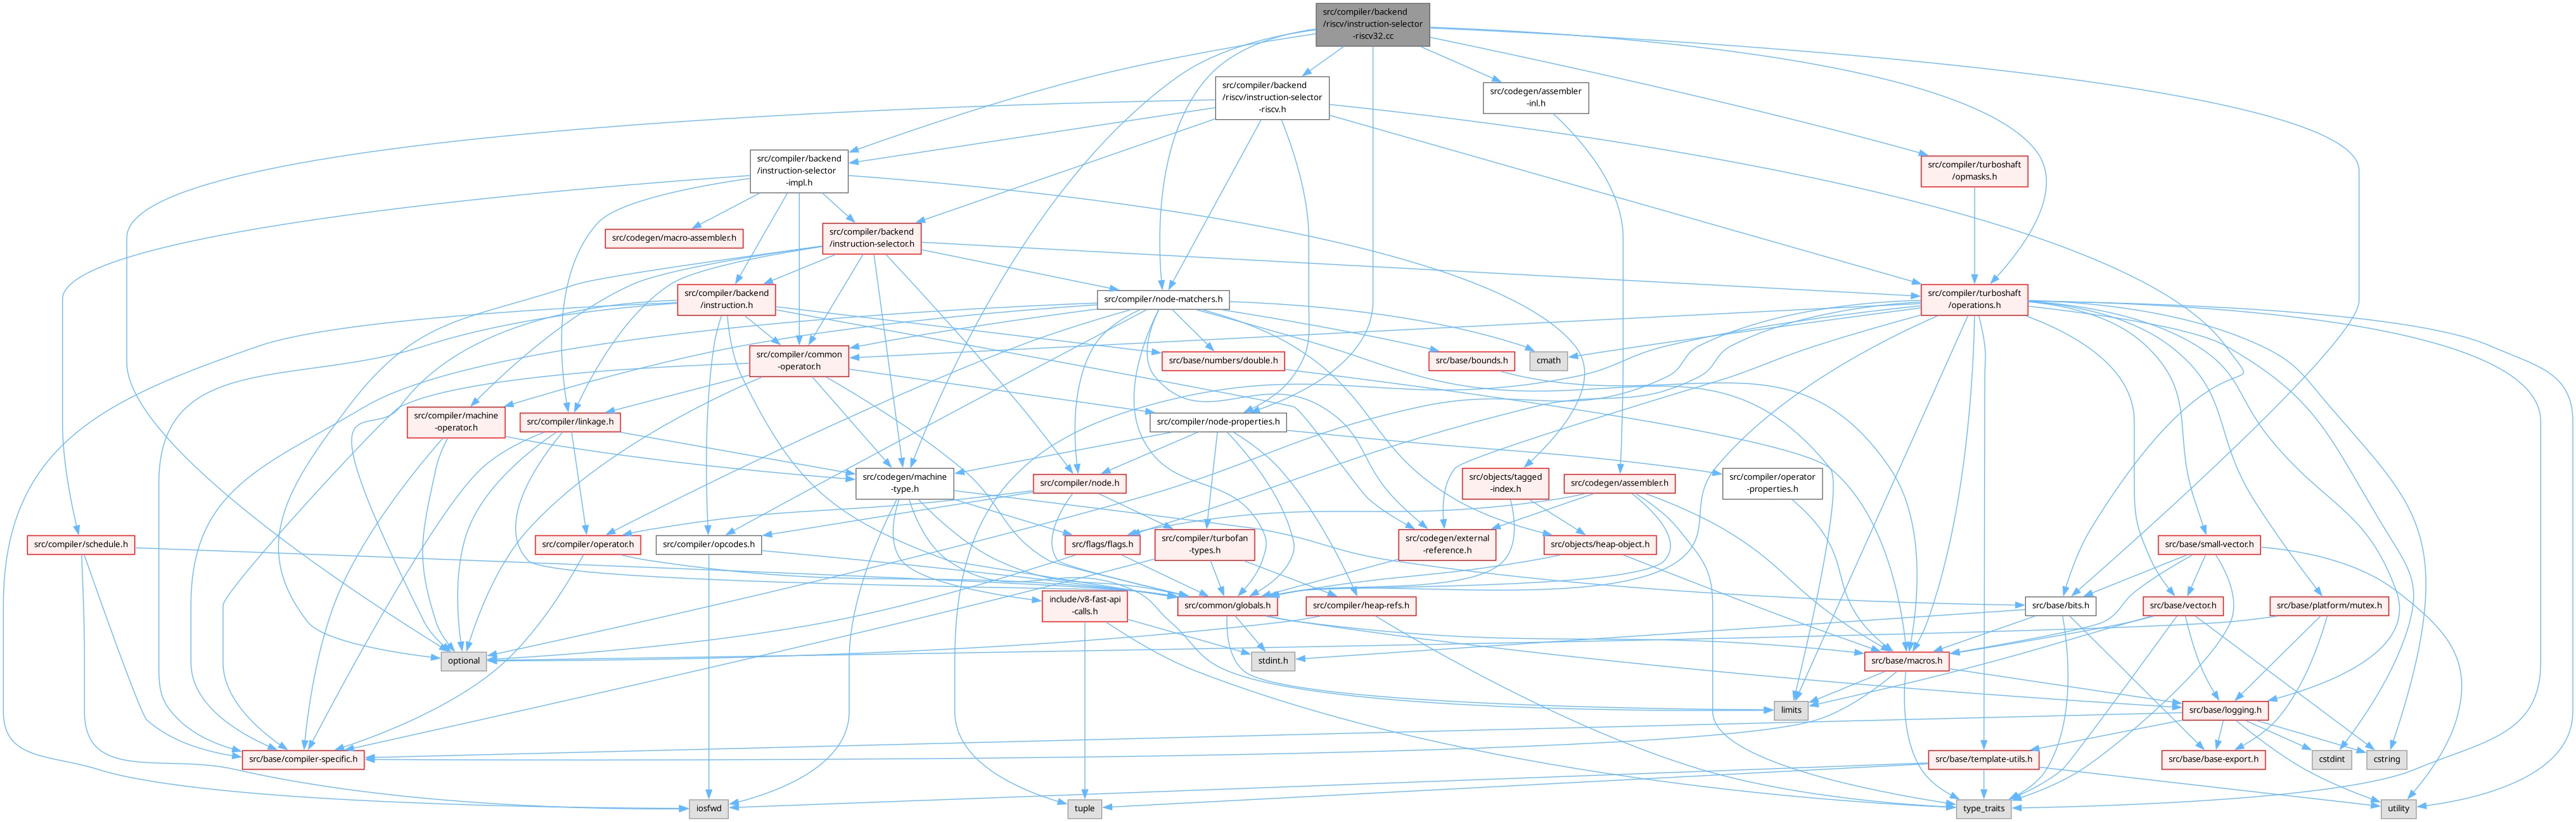 src/compiler/backend
/riscv/instruction-selector
-riscv32.cc
src/compiler/backend
/riscv/instruction-selector
-riscv.h
src/codegen/assembler
-inl.h
src/compiler/backend
/instruction-selector
-impl.h
src/compiler/turboshaft
/opmasks.h
src/codegen/macro-assembler.h
src/compiler/backend
/instruction-selector.h
src/compiler/backend
/instruction.h
src/compiler/node-matchers.h
src/compiler/turboshaft
/operations.h
src/compiler/common
-operator.h
src/base/numbers/double.h
src/base/bounds.h
cmath
src/compiler/machine
-operator.h
src/compiler/linkage.h
src/compiler/node-properties.h
src/codegen/machine
-type.h
src/compiler/node.h
src/objects/tagged
-index.h
src/codegen/assembler.h
src/compiler/operator
-properties.h
src/compiler/schedule.h
src/compiler/operator.h
src/compiler/opcodes.h
src/flags/flags.h
src/compiler/turbofan
-types.h
src/codegen/external
-reference.h
src/objects/heap-object.h
src/base/small-vector.h
include/v8-fast-api
-calls.h
src/common/globals.h
src/compiler/heap-refs.h
src/base/bits.h
src/base/vector.h
src/base/platform/mutex.h
optional
stdint.h
src/base/macros.h
limits
src/base/logging.h
src/base/compiler-specific.h
src/base/template-utils.h
src/base/base-export.h
cstdint
cstring
iosfwd
tuple
type_traits
utility